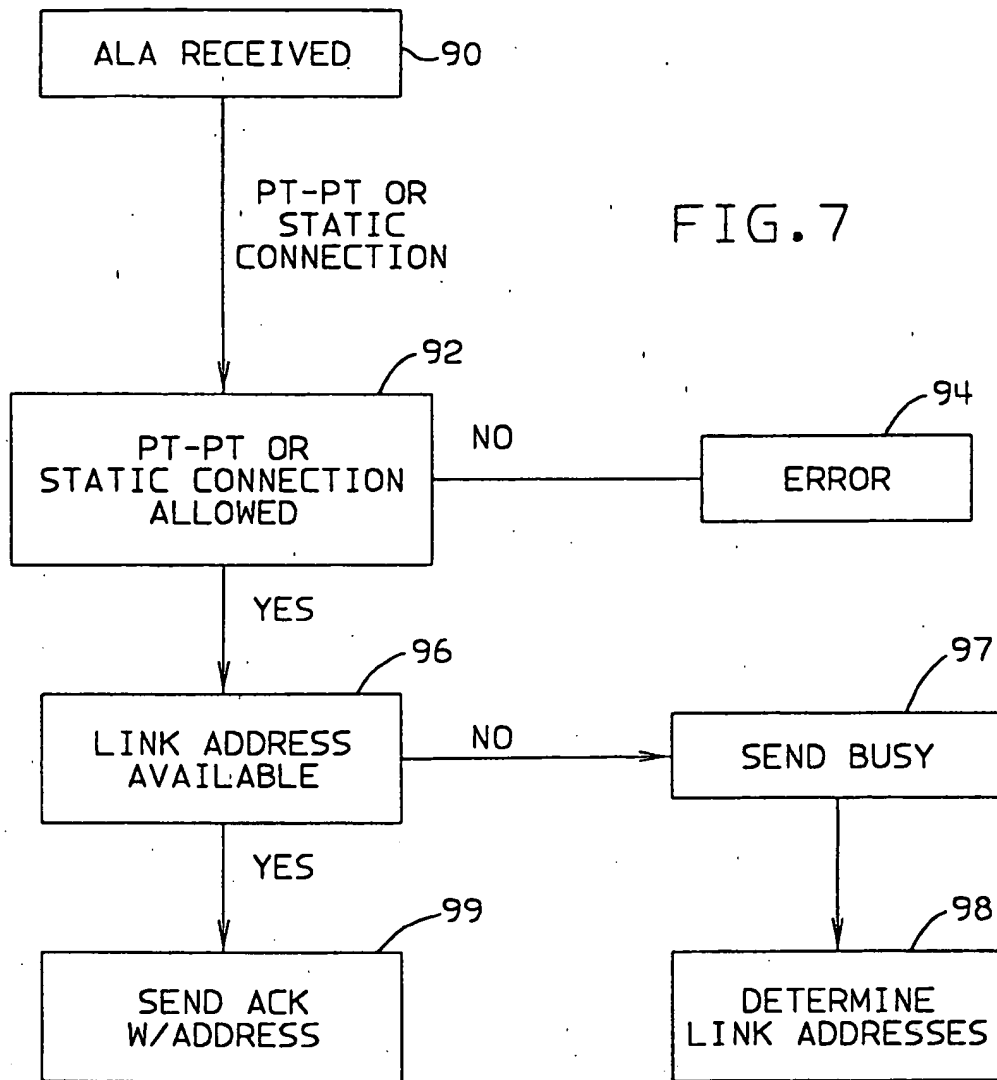 ALA RECEIVED
90
PT-PT OR
STATIC
CONNECTION
FIG.7
92
PT-PT OR
STATIC CONNECTION
ALLOWED
NO
94
ERROR
YES
96
LINK ADDRESS
AVAILABLE
NO
97
SEND BUSY
YES
99
SEND ACK
W/ADDRESS
98
DETERMINE
LINK ADDRESSES